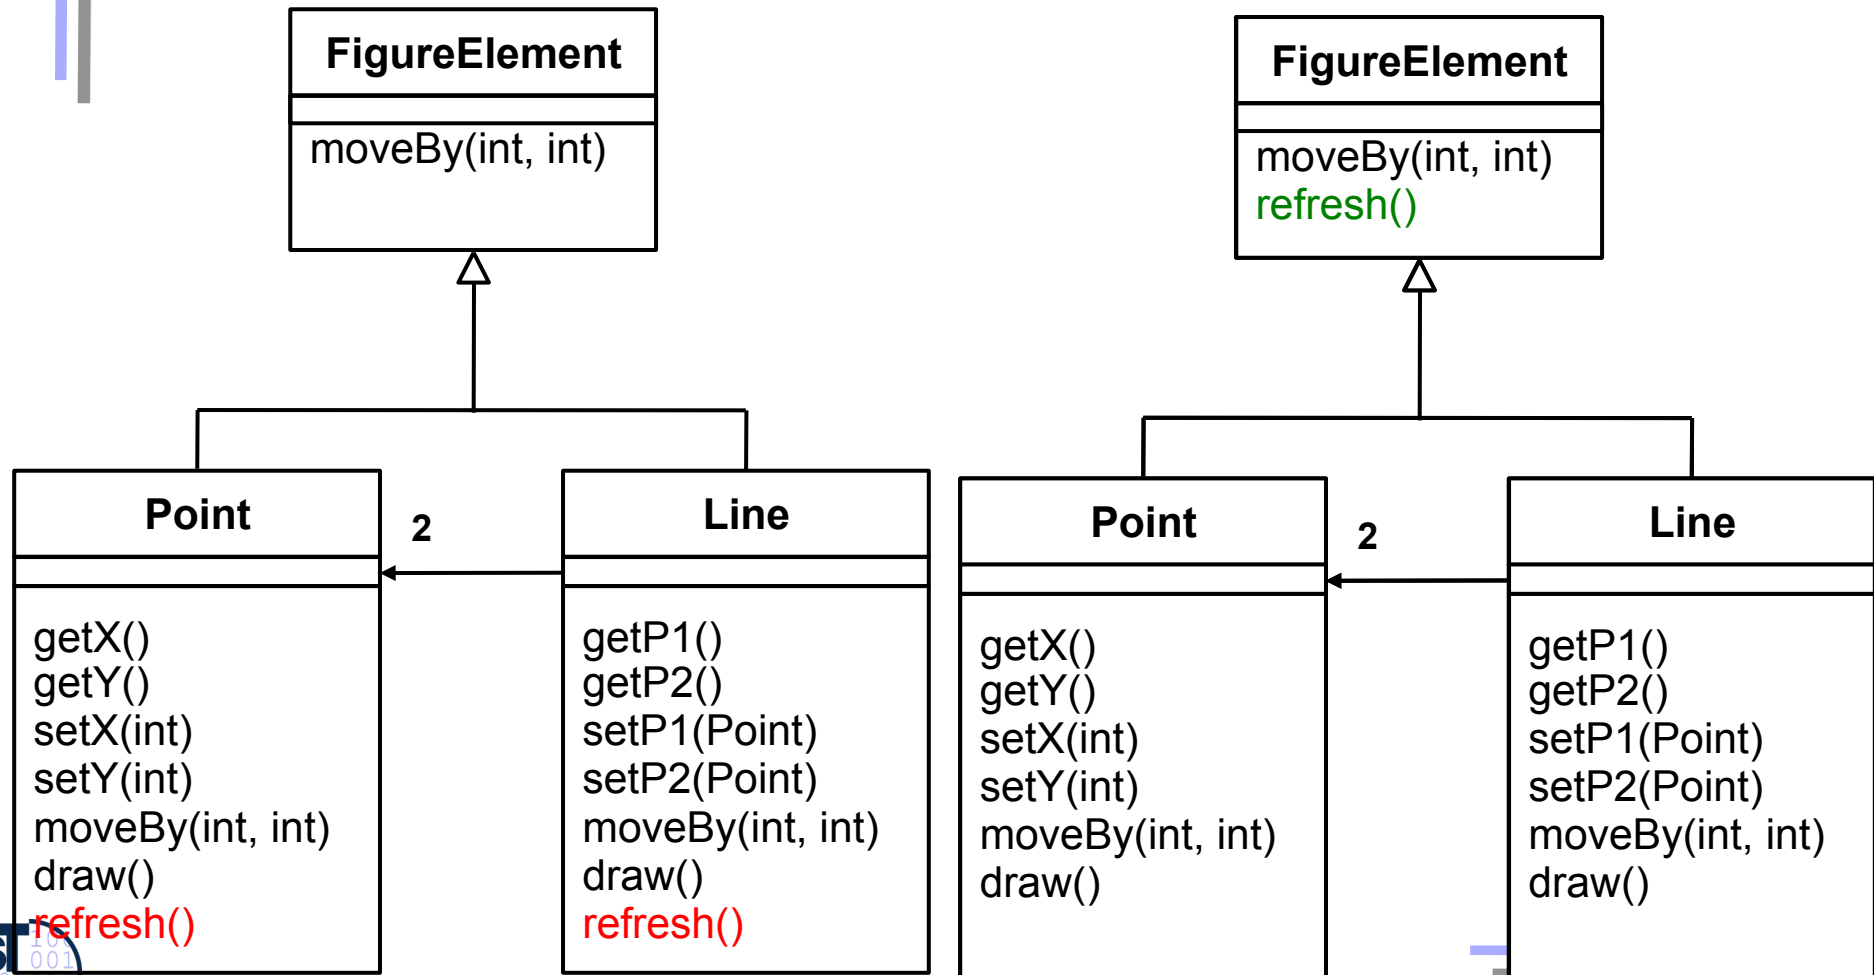 FigureElement
moveBy(int, int)
Point
2
Line
getX()
getY()
setX(int)
setY(int)
moveBy(int, int)
draw()
refresh()
getP1()
getP2()
setP1(Point)
setP2(Point)
moveBy(int, int)
draw()
refresh()
FigureElement
moveBy(int, int)
refresh()
Point
2
Line
getX()
getY()
setX(int)
setY(int)
moveBy(int, int)
draw()
getP1()
getP2()
setP1(Point)
setP2(Point)
moveBy(int, int)
draw()
001